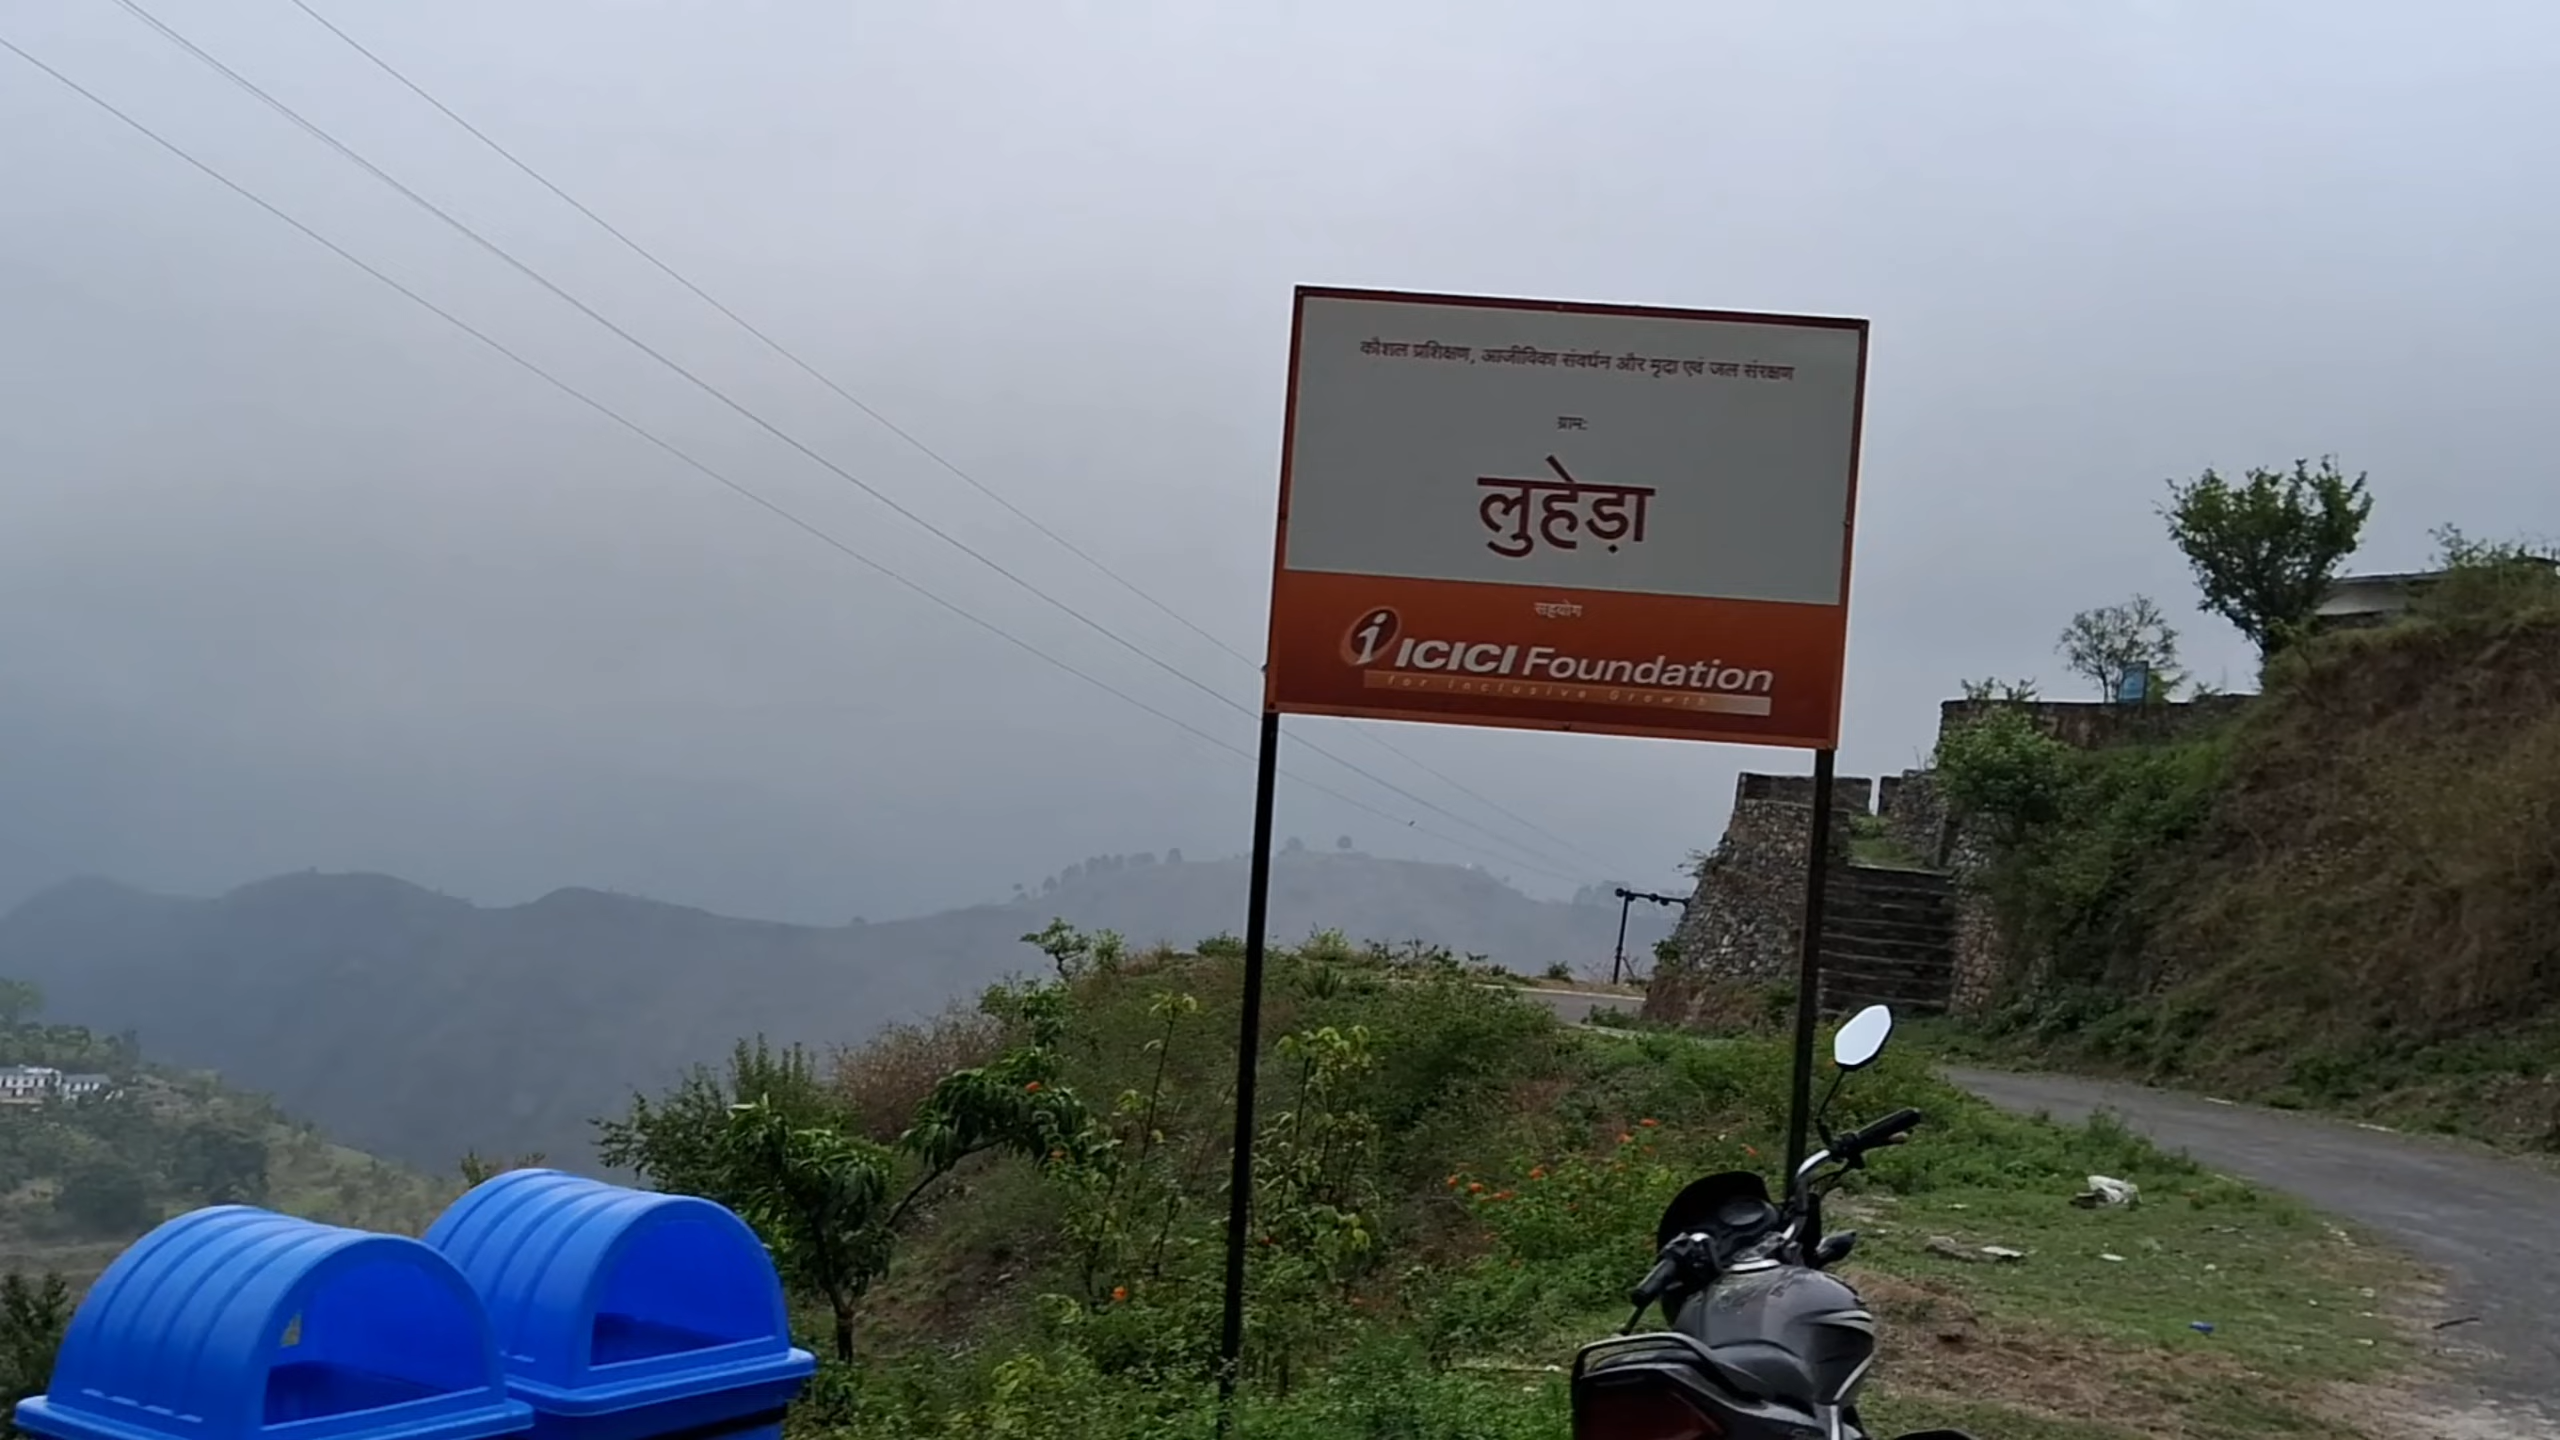 कौशल प्रशिक्षण, आजीविका संवर्धन और मृदा एवं जल संरक्षण
ग्राम:
लुहेड़ा
सहयोग
i ICICI Foundation
for Inclusive Growth